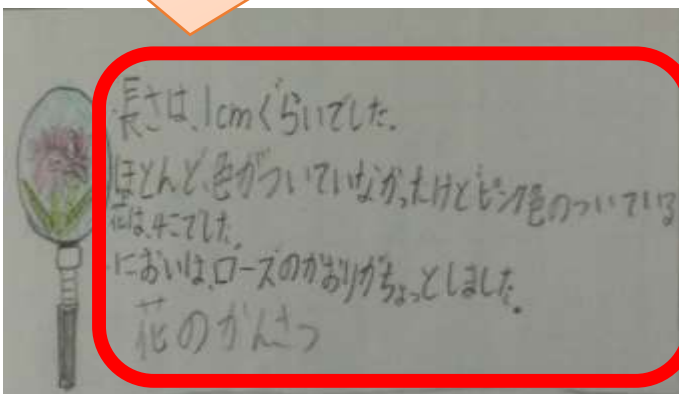 ・長さは、1cmぐらいでした。
・ほとんど、色がついていなかったけどピンク色のついている
花は、4こでした。
・においは、ローズのかおりがちょっとしました。
花のかんさつ